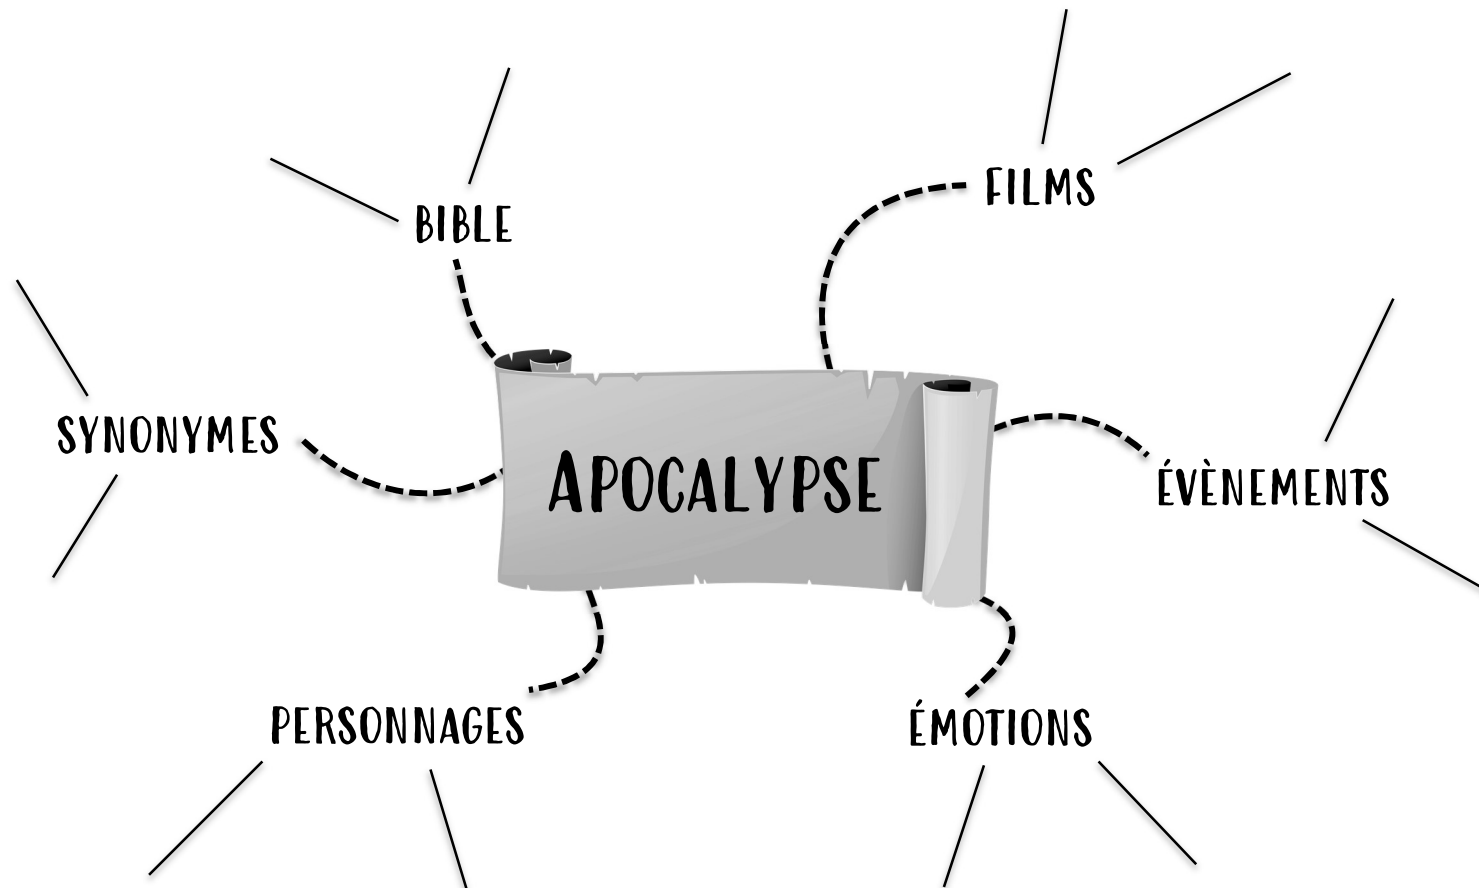 FILMS
BIBLE
SYNONYMES
APOCALYPSE
ÉVÈNEMENTS
PERSONNAGES
ÉMOTIONS